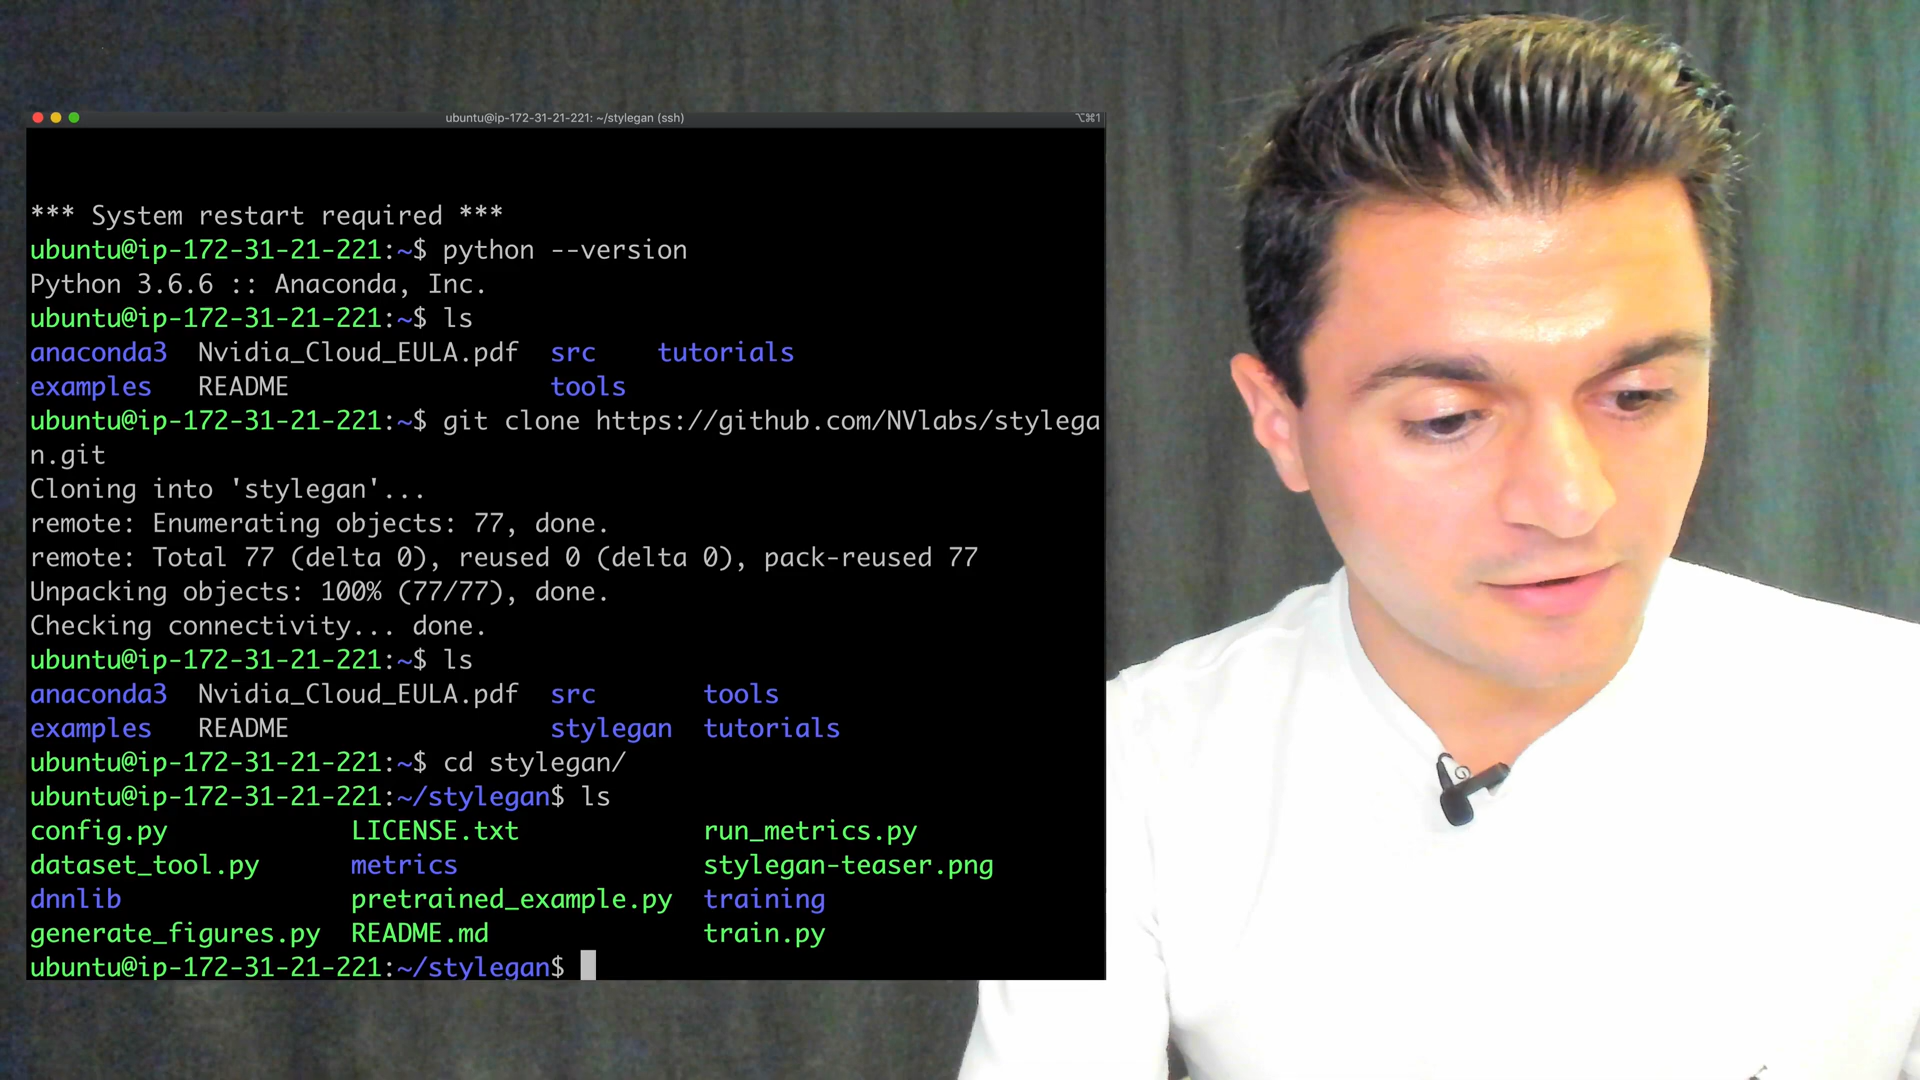 ubuntu@ip-172-31-21-221: ~/stylegan (ssh)
⌥⌘1
*** System restart required ***
ubuntu@ip-172-31-21-221:~$ python --version
Python 3.6.6 :: Anaconda, Inc.
ubuntu@ip-172-31-21-221:~$ ls
anaconda3  Nvidia_Cloud_EULA.pdf  src    tutorials
examples   README                 tools
ubuntu@ip-172-31-21-221:~$ git clone https://github.com/NVlabs/stylega
n.git
Cloning into 'stylegan'...
remote: Enumerating objects: 77, done.
remote: Total 77 (delta 0), reused 0 (delta 0), pack-reused 77
Unpacking objects: 100% (77/77), done.
Checking connectivity... done.
ubuntu@ip-172-31-21-221:~$ ls
anaconda3  Nvidia_Cloud_EULA.pdf  src       tools
examples   README                 stylegan  tutorials
ubuntu@ip-172-31-21-221:~$ cd stylegan/
ubuntu@ip-172-31-21-221:~/stylegan$ ls
config.py            LICENSE.txt            run_metrics.py
dataset_tool.py      metrics                stylegan-teaser.png
dnnlib               pretrained_example.py  training
generate_figures.py  README.md              train.py
ubuntu@ip-172-31-21-221:~/stylegan$